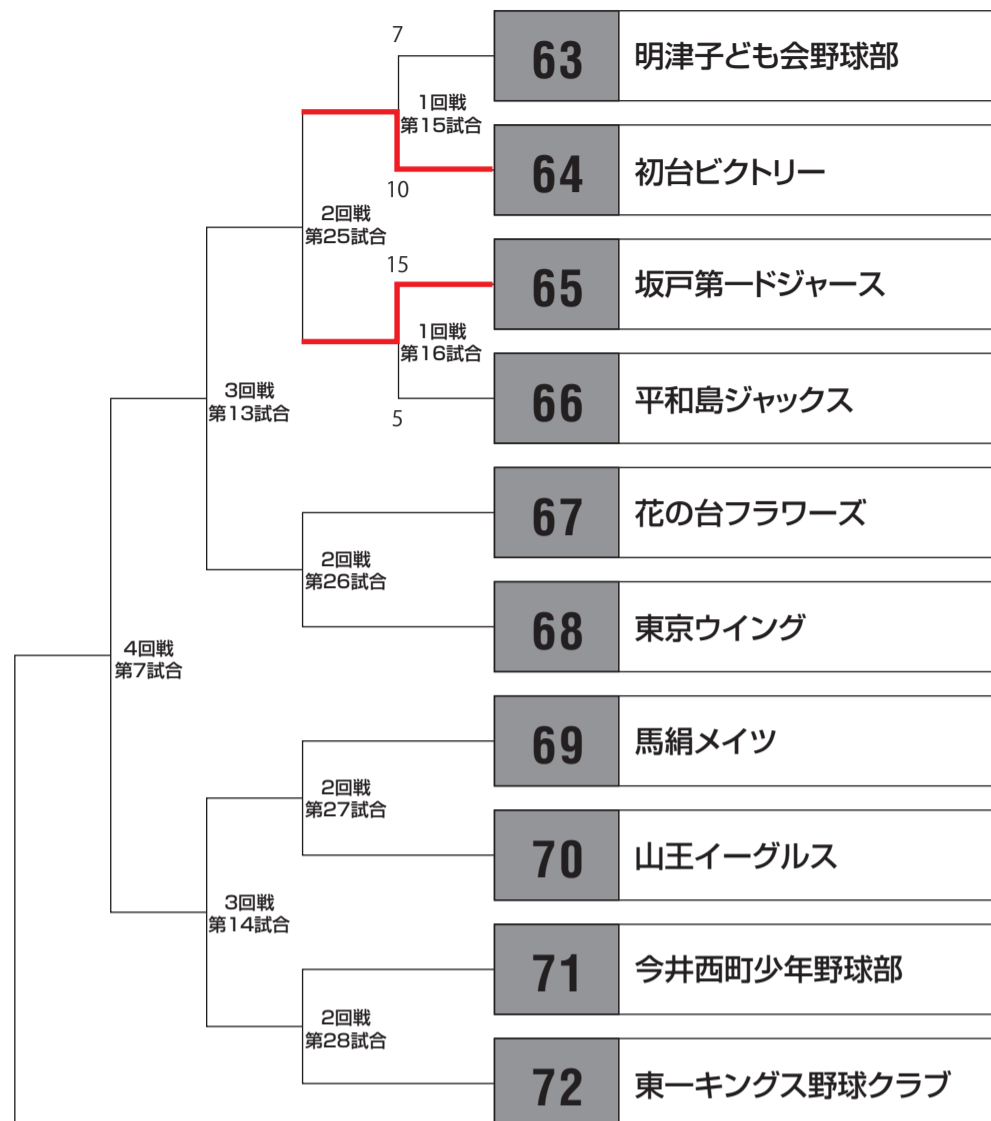 7
63 明津子ども会野球部
1回戦
第15試合
64 初台ビクトリー
10
2回戦
第25試合
15
65 坂戸第一ドジャース
1回戦
第16試合
3回戦
第13試合
66 平和島ジャックス
5
67 花の台フラワーズ
2回戦
第26試合
68 東京ウイング
4回戦
第7試合
69 馬絹メイツ
2回戦
第27試合
70 山王イーグルス
3回戦
第14試合
71 今井西町少年野球部
2回戦
第28試合
72 東一キングス野球クラブ